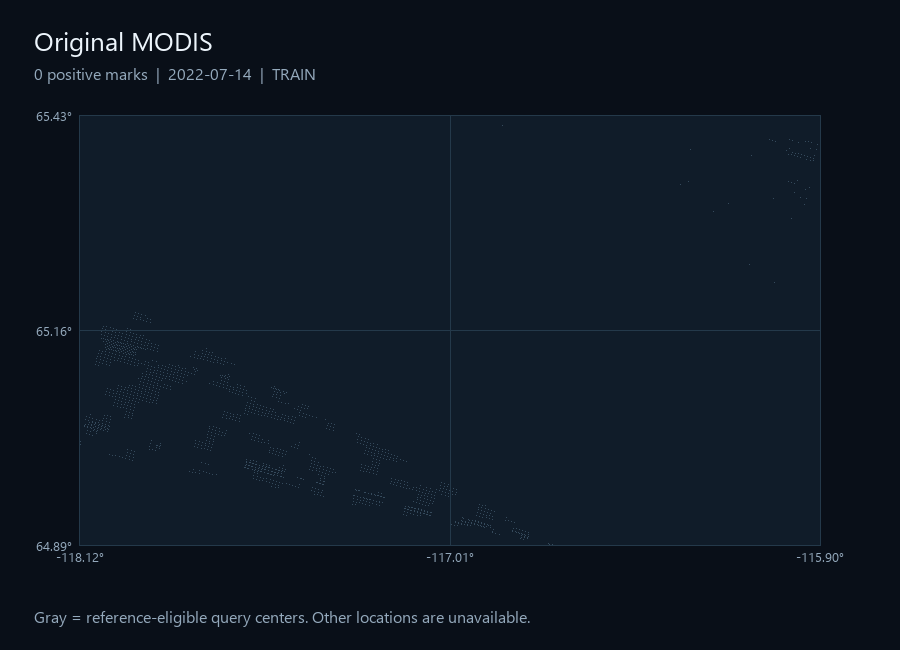 Original MODIS
0 positive marks | 2022-07-14 | TRAIN
65.43°
65.16°
64.89°
-118.12°
-117.01°
-115.90°
Gray = reference-eligible query centers. Other locations are unavailable.